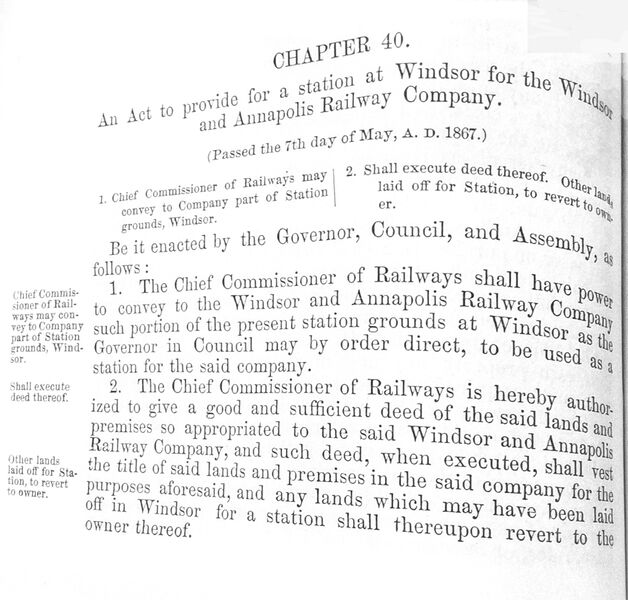 CHAPTER 40.
An Act to provide for a station at Windsor for the Windsor
and Annapolis Railway Company.
(Passed the 7th day of May, A. D. 1867.)
1. Chief Commissioner of Railways may
convey to Company part of Station
grounds, Windsor.
2. Shall execute deed thereof. Other lands
laid off for Station, to revert to own-
er.
Be it enacted by the Governor, Council, and Assembly, as
follows:
Chief Commis-
sioner of Rail-
ways may con-
vey to Company
part of Station
grounds, Wind-
sor.
1. The Chief Commissioner of Railways shall have power
to convey to the Windsor and Annapolis Railway Company
such portion of the present station grounds at Windsor as the
Governor in Council may by order direct, to be used as a
station for the said company.
Shall execute
deed thereof.
2. The Chief Commissioner of Railways is hereby author-
ized to give a good and sufficient deed of the said lands and
premises so appropriated to the said Windsor and Annapolis
Railway Company, and such deed, when executed, shall vest
the title of said lands and premises in the said company for the
purposes aforesaid, and any lands which may have been laid
off in Windsor for a station shall thereupon revert to the
owner thereof.
Other lands
laid off for Sta-
tion, to revert
to owner.